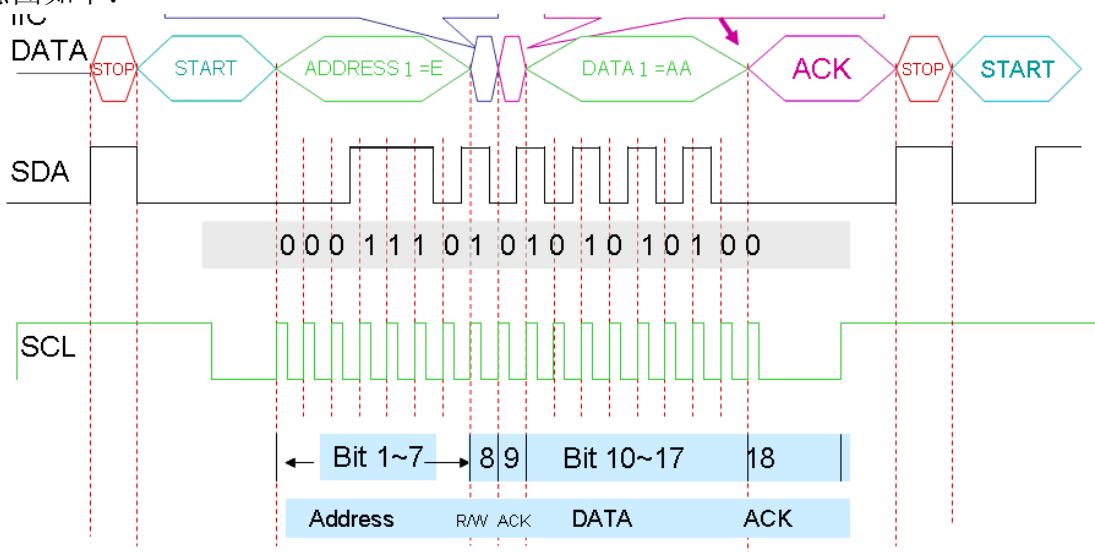 IIC
DATA STOP START ADDRESS 1 =E DATA 1 =AA ACK STOP START
SDA
0 0 0 1 1 1 0 1 0 1 0 1 0 1 0 1 0 0
SCL
Bit 1~7 8 9 Bit 10~17 18
Address R/W ACK DATA ACK